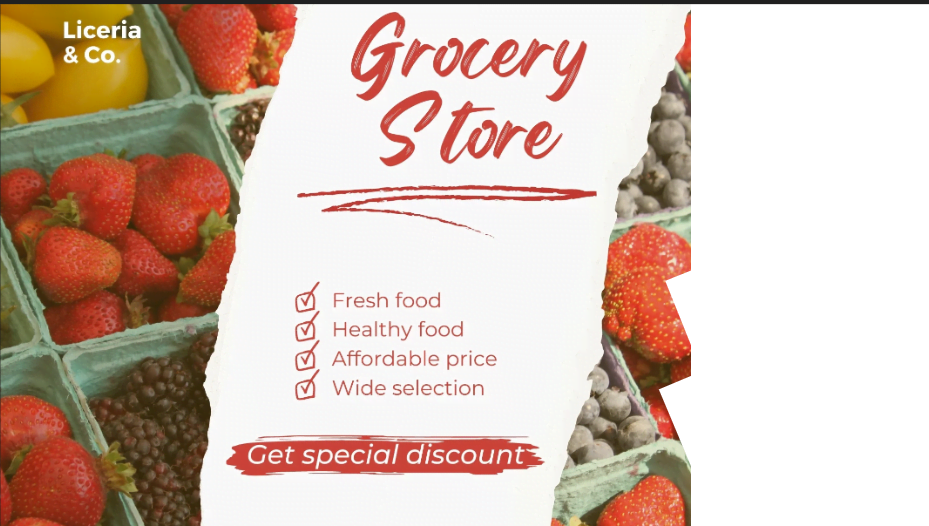 Liceria
& Co.
Grocery
Store
Fresh food
Healthy food
Affordable price
Wide selection
Get special discount